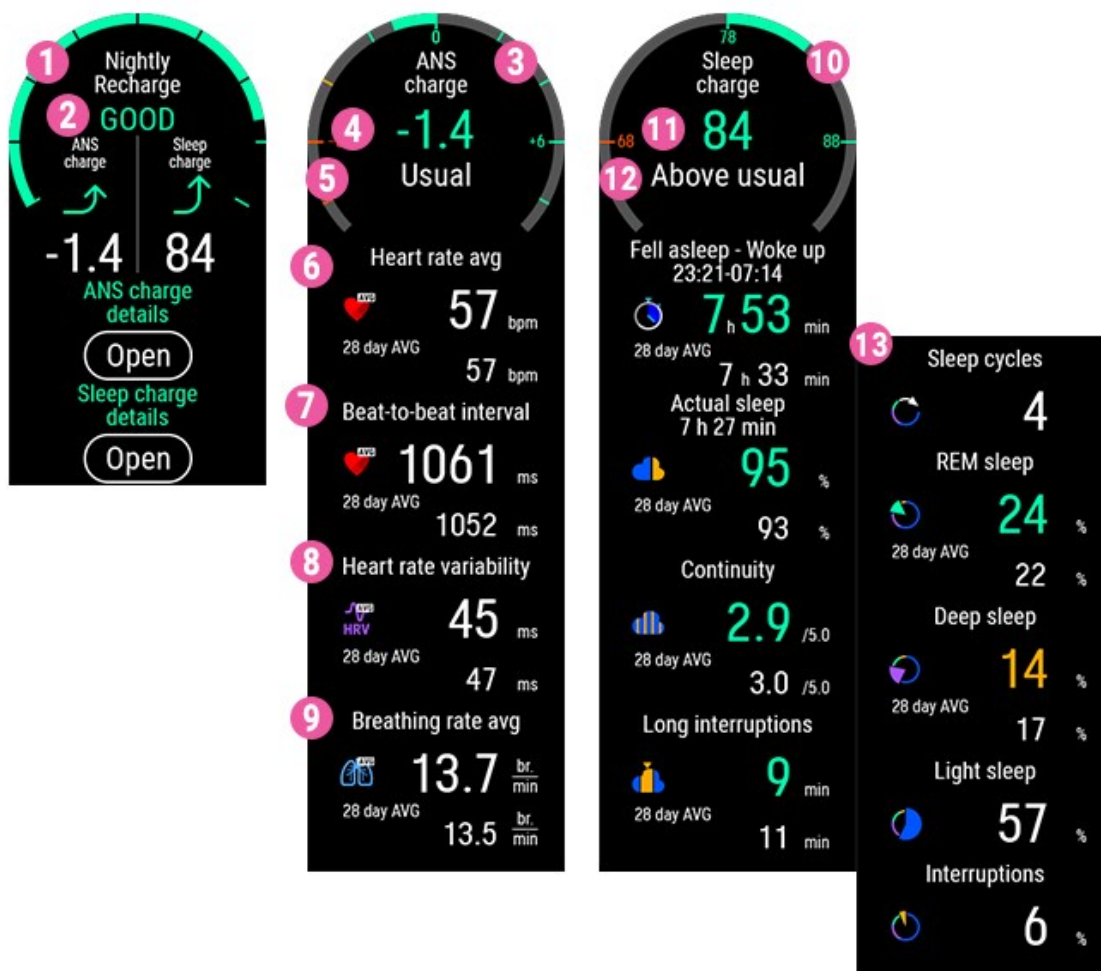 1
Nightly
Recharge
2
GOOD
ANS
charge
Sleep
charge
-1.4
84
ANS charge
details
Open
Sleep charge
details
Open
0
3
ANS
charge
4
-1.4
+6
5
Usual
6
Heart rate avg
AVG
57 bpm
28 day AVG
57 bpm
7
Beat-to-beat interval
AVG
1061 ms
28 day AVG
1052 ms
8
Heart rate variability
AVG
HRV
45 ms
28 day AVG
47 ms
9
Breathing rate avg
AVG
13.7 br.
min
28 day AVG
13.5 br.
min
78
10
Sleep
charge
68
11
84
88
12
Above usual
Fell asleep - Woke up
23:21-07:14
7 h 53 min
28 day AVG
7 h 33 min
Actual sleep
7 h 27 min
95 %
28 day AVG
93 %
Continuity
2.9 /5.0
28 day AVG
3.0 /5.0
Long interruptions
9 min
28 day AVG
11 min
13
Sleep cycles
4
REM sleep
24 %
28 day AVG
22 %
Deep sleep
14 %
28 day AVG
17 %
Light sleep
57 %
Interruptions
6 %